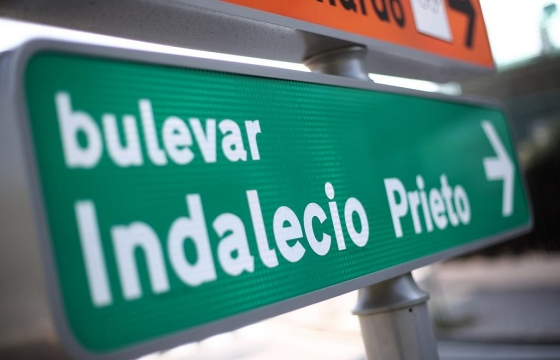 bulevar
Indalecio Prieto